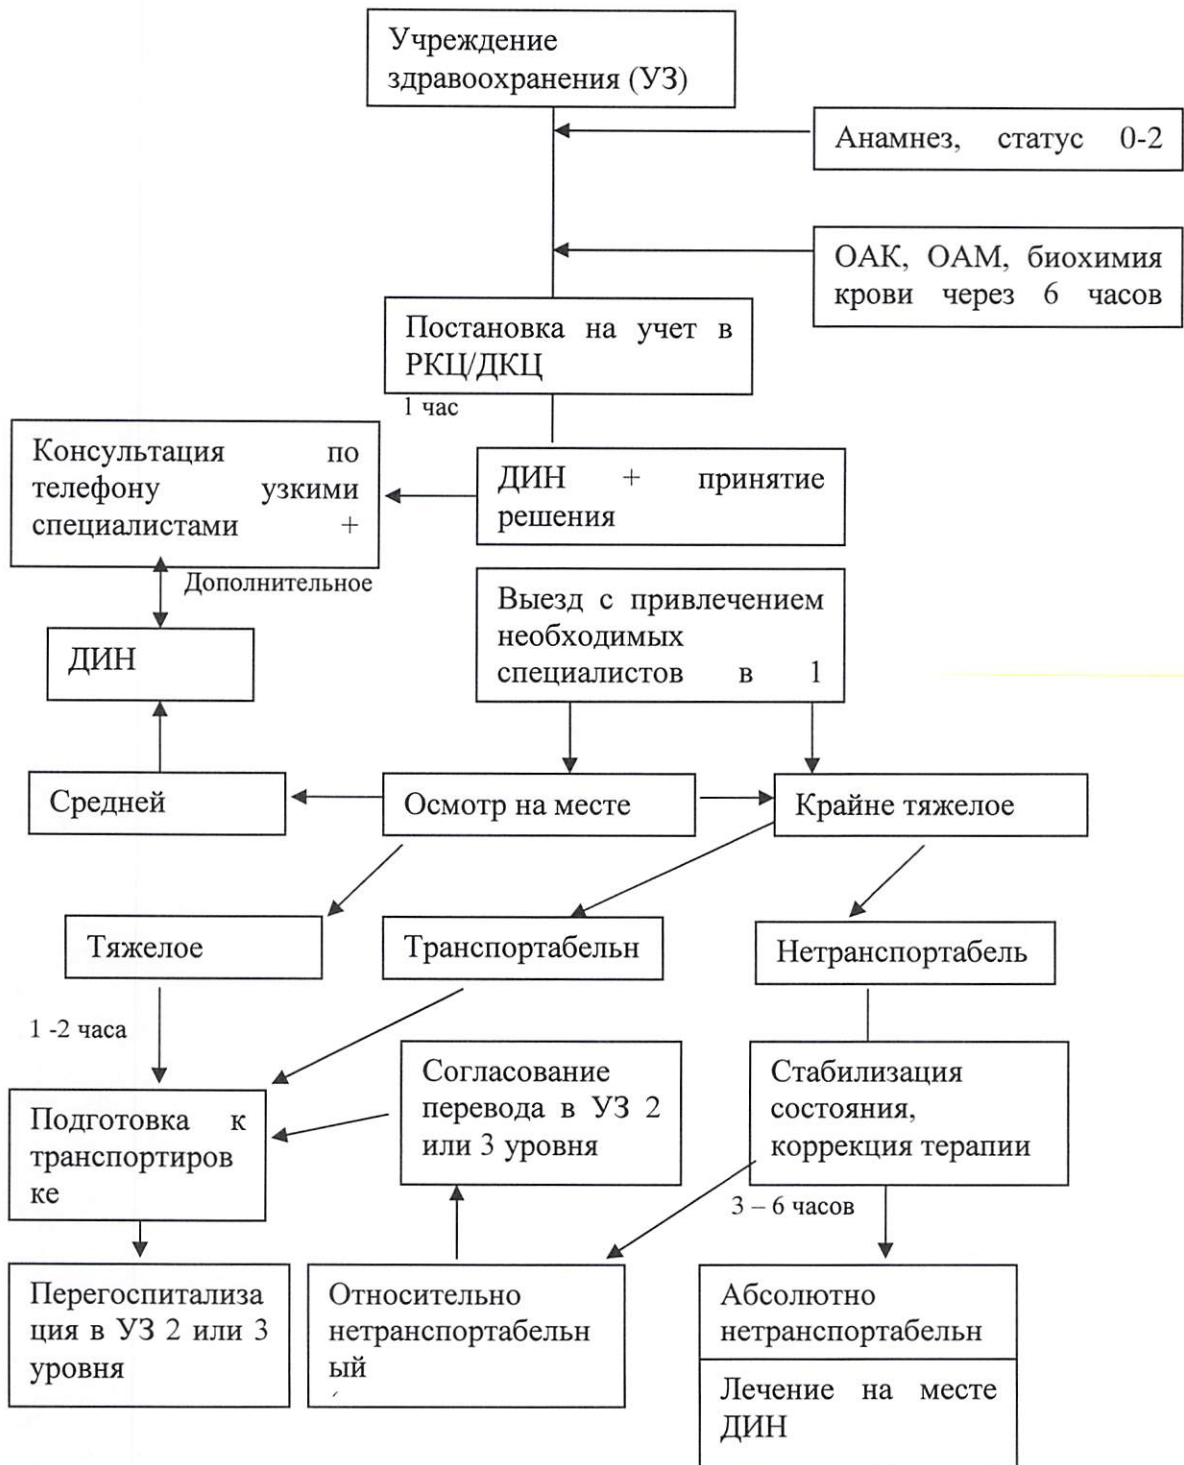 Учреждение
здравоохранения (УЗ)
Анамнез, статус 0-2
ОАК, ОАМ, биохимия
крови через 6 часов
Постановка на учет в
РКЦ/ДКЦ
1 час
Консультация по
телефону узкими
специалистами +
ДИН + принятие
решения
Дополнительное
ДИН
Выезд с привлечением
необходимых
специалистов в 1
Средней
Осмотр на месте
Крайне тяжелое
Тяжелое
Транспортабельн
Нетранспортабель
1 -2 часа
Подготовка к
транспортиров
ке
Согласование
перевода в УЗ 2
или 3 уровня
Стабилизация
состояния,
коррекция терапии
3 – 6 часов
Перегоспитализа
ция в УЗ 2 или 3
уровня
Относительно
нетранспортабельн
ый
Абсолютно
нетранспортабельн
Лечение на месте
ДИН